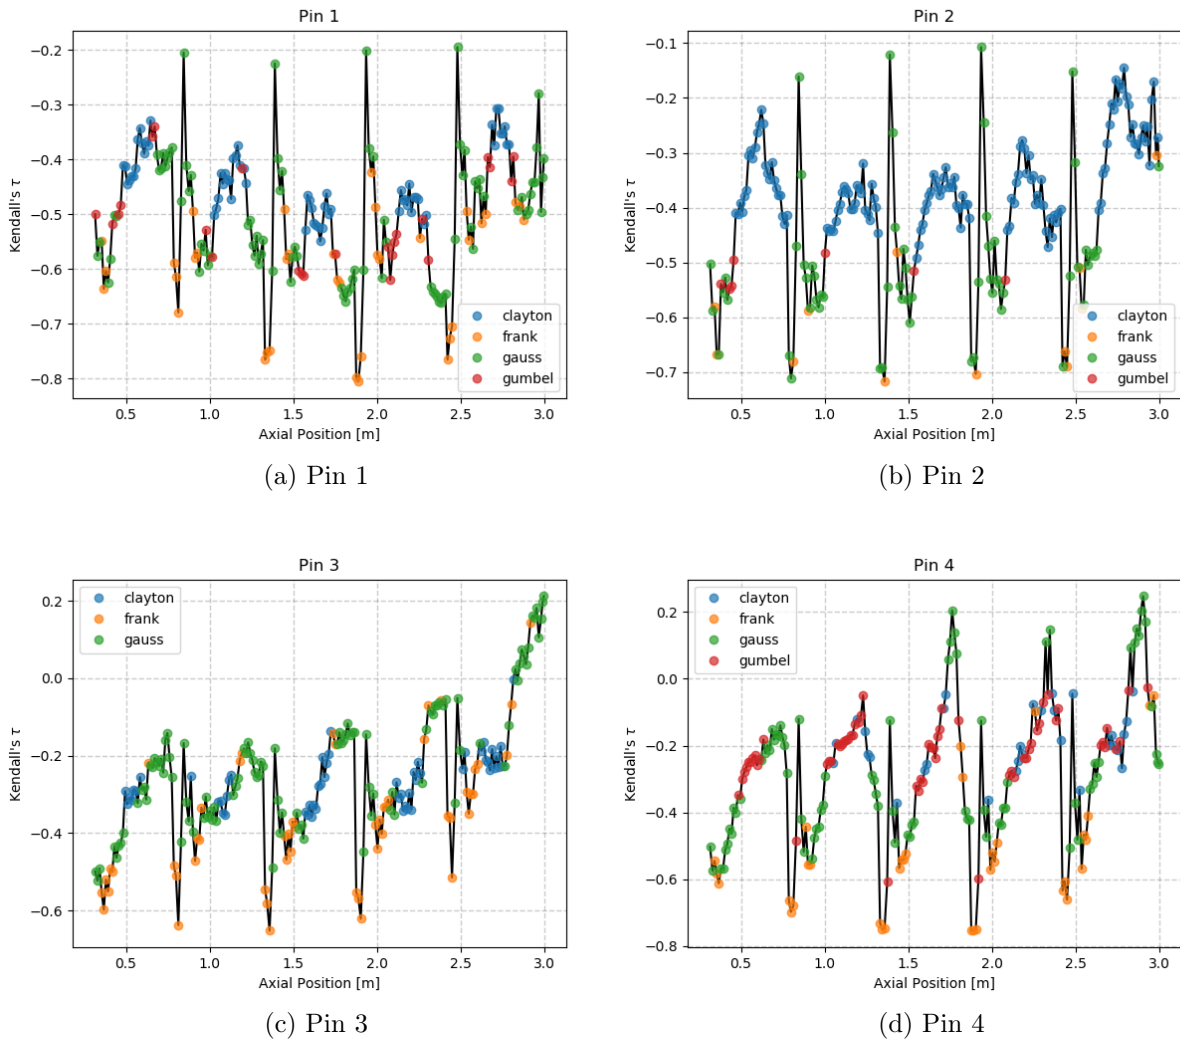 Pin 1
−0.2
−0.3
−0.4
−0.5
−0.6
−0.7
−0.8
Kendall's τ
clayton
frank
gauss
gumbel
0.5 1.0 1.5 2.0 2.5 3.0
Axial Position [m]
(a) Pin 1
Pin 2
−0.1
−0.2
−0.3
−0.4
−0.5
−0.6
−0.7
Kendall's τ
clayton
frank
gauss
gumbel
0.5 1.0 1.5 2.0 2.5 3.0
Axial Position [m]
(b) Pin 2
Pin 3
0.2
0.0
−0.2
−0.4
−0.6
Kendall's τ
clayton
frank
gauss
0.5 1.0 1.5 2.0 2.5 3.0
Axial Position [m]
(c) Pin 3
Pin 4
0.2
0.0
−0.2
−0.4
−0.6
−0.8
Kendall's τ
clayton
frank
gauss
gumbel
0.5 1.0 1.5 2.0 2.5 3.0
Axial Position [m]
(d) Pin 4